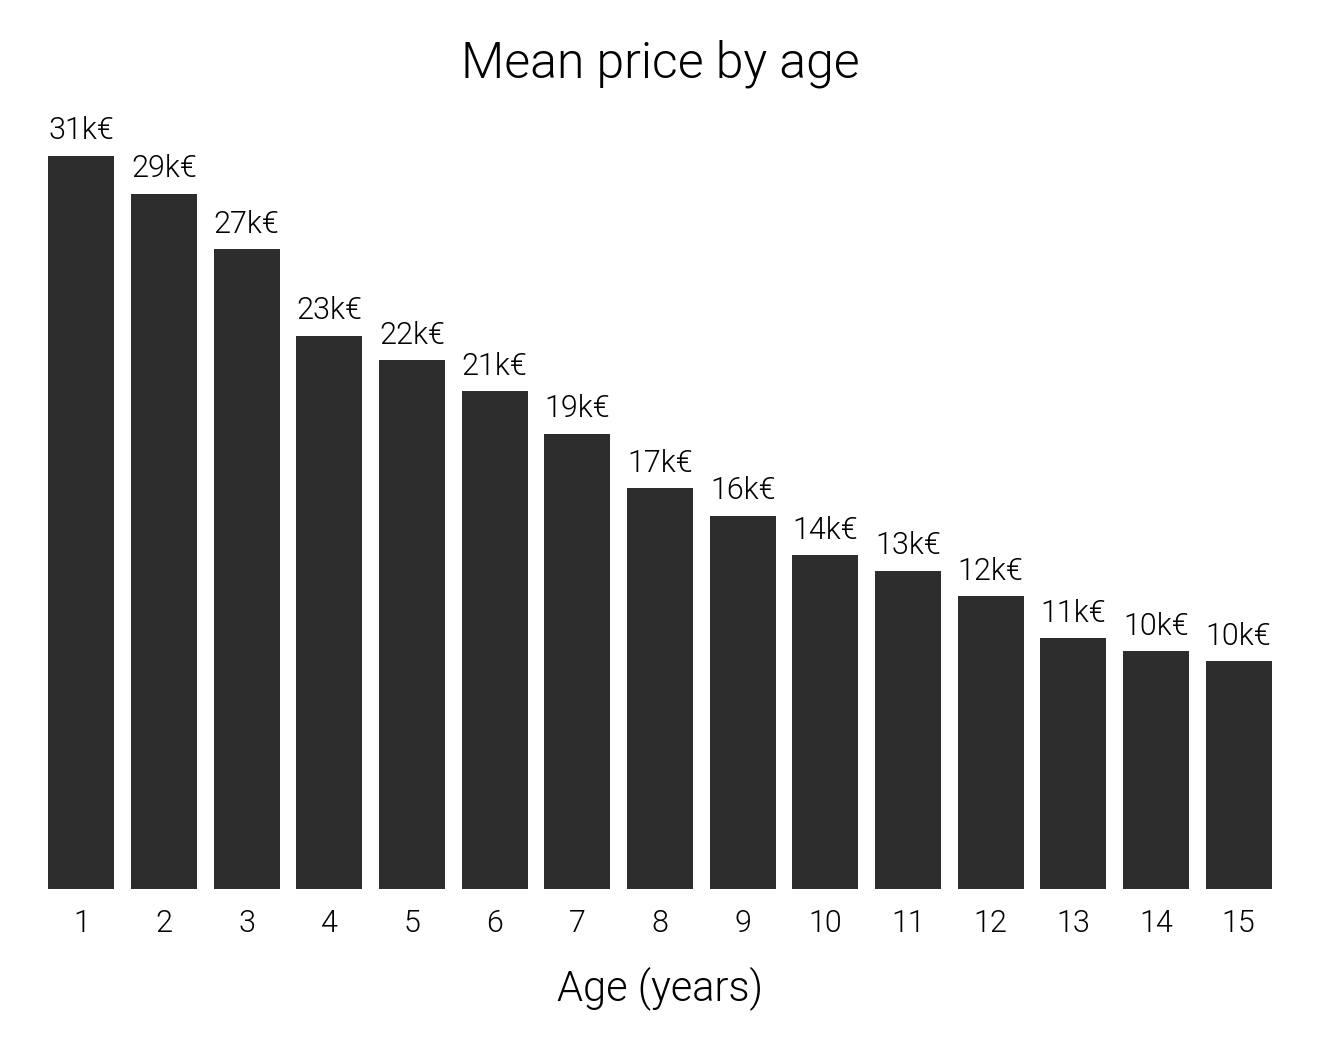 Mean price by age
31k€
29k€
27k€
23k€
22k€
21k€
19k€
17k€
16k€
14k€
13k€
12k€
11k€
10k€
10k€
1 2 3 4 5 6 7 8 9 10 11 12 13 14 15
Age (years)